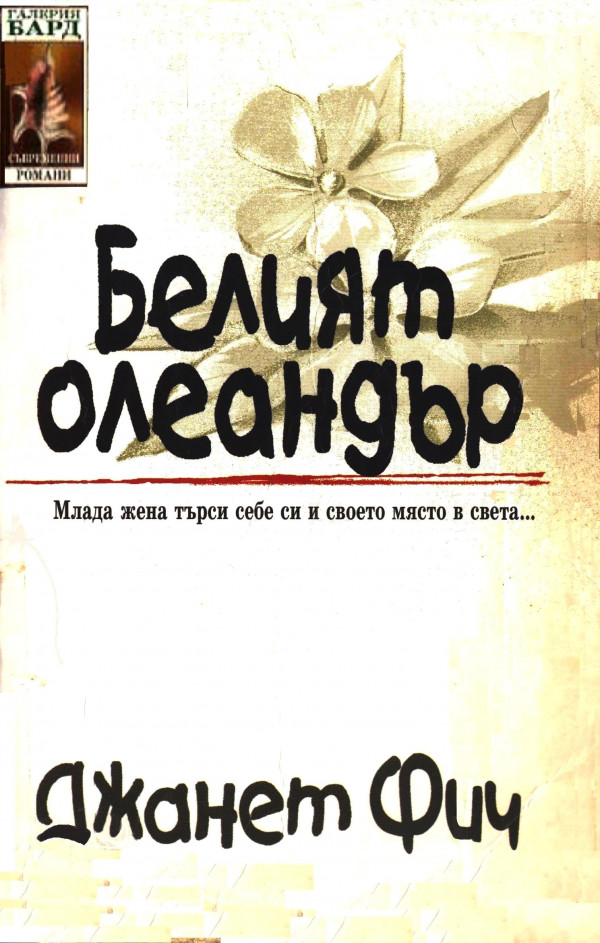 ГАЛЕРИЯ
БАРД
СЪВРЕМЕННИ
РОМАНИ
Белият
олеандър
Млада жена търси себе си и своето място в света...
Джанет Фич